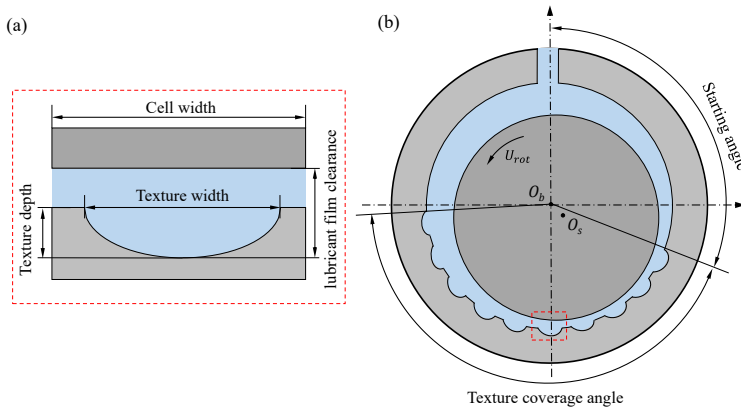 (a)
Cell width
Texture width
Texture depth
lubricant film clearance
(b)
Starting angle
U_rot
O_b
O_s
Texture coverage angle